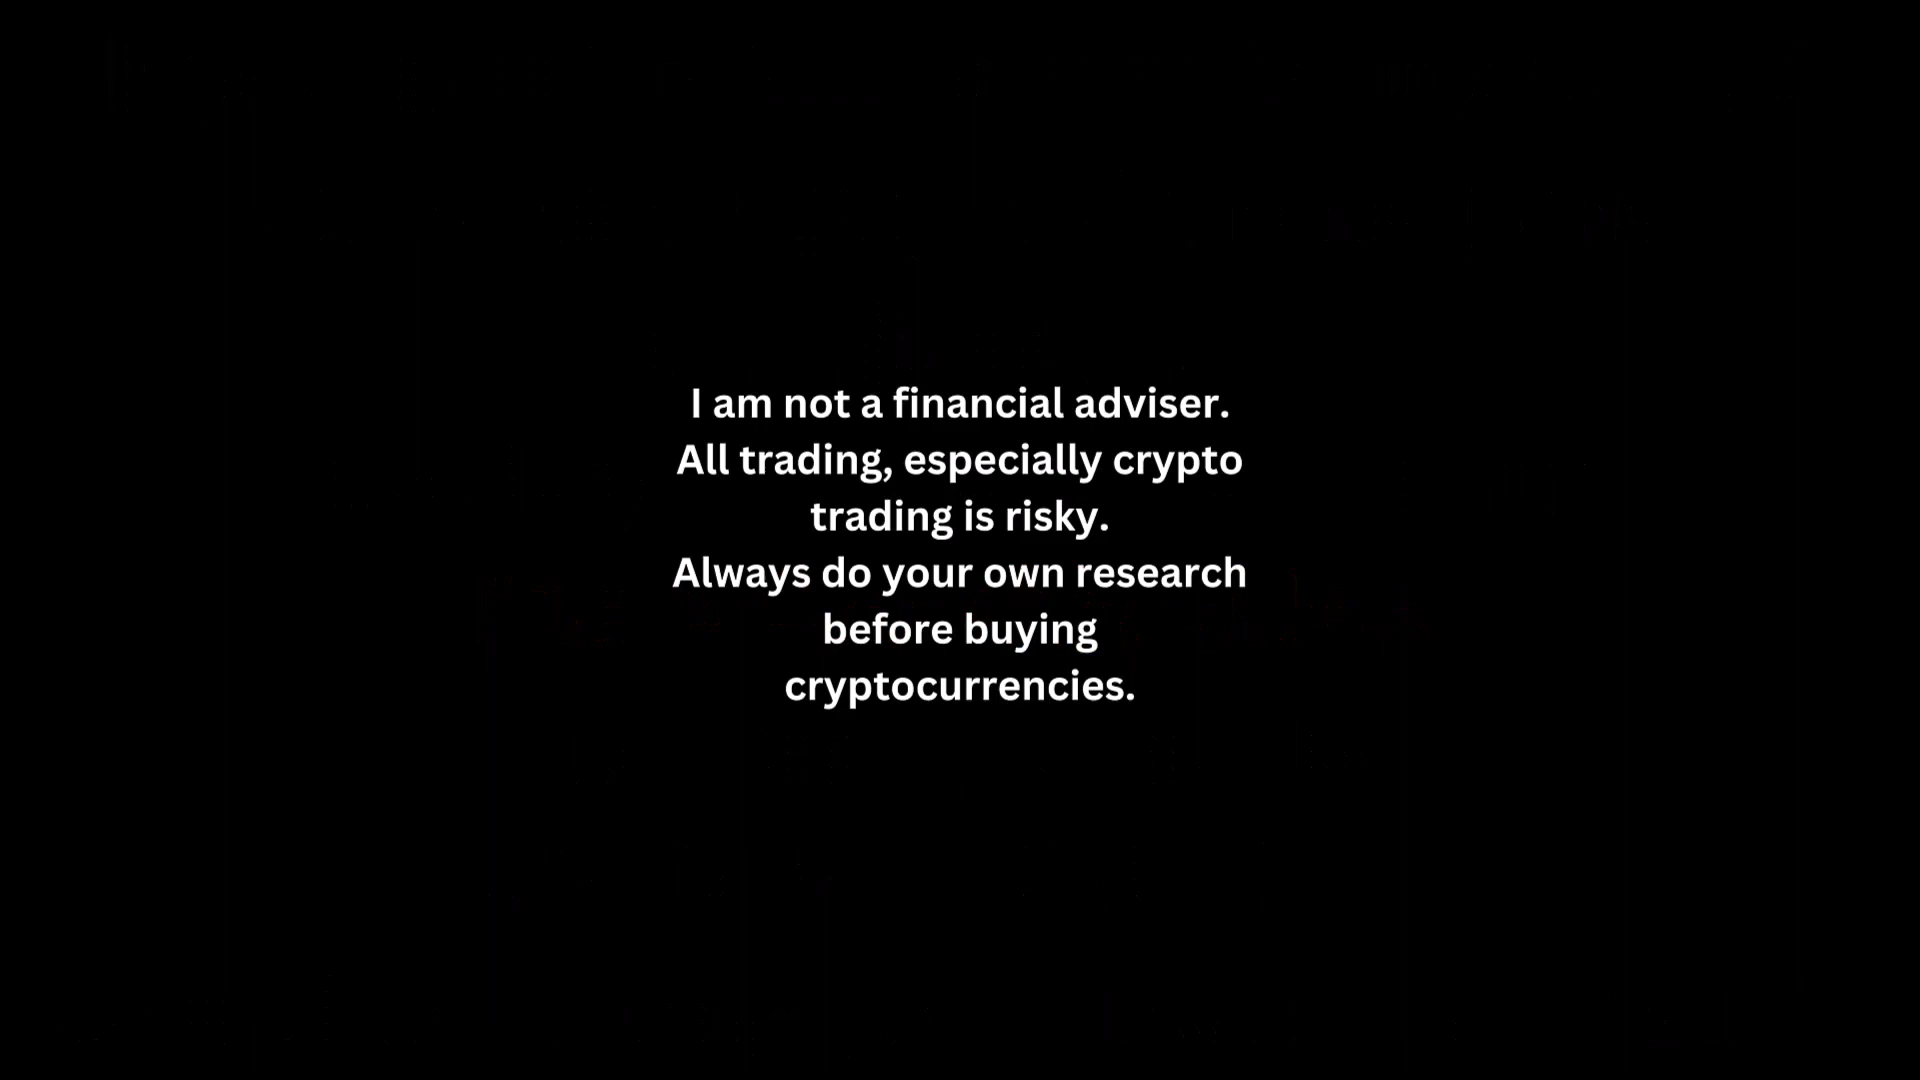 I am not a financial adviser.
All trading, especially crypto
trading is risky.
Always do your own research
before buying
cryptocurrencies.